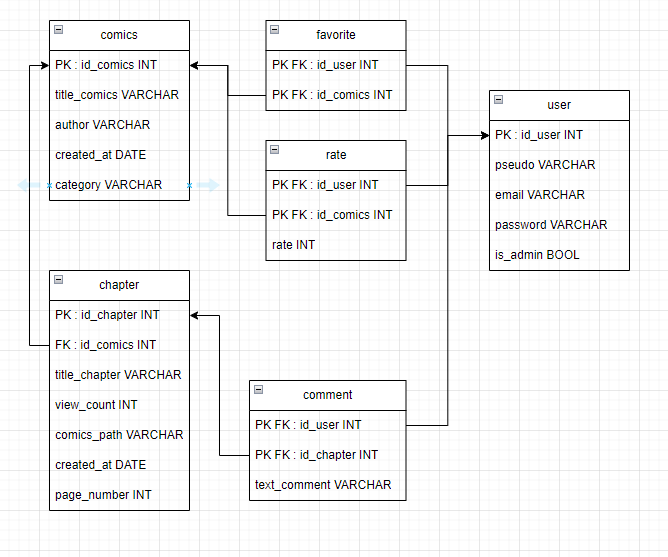 comics
PK : id_comics INT
title_comics VARCHAR
author VARCHAR
created_at DATE
category VARCHAR
favorite
PK FK : id_user INT
PK FK : id_comics INT
rate
PK FK : id_user INT
PK FK : id_comics INT
rate INT
user
PK : id_user INT
pseudo VARCHAR
email VARCHAR
password VARCHAR
is_admin BOOL
chapter
PK : id_chapter INT
FK : id_comics INT
title_chapter VARCHAR
view_count INT
comics_path VARCHAR
created_at DATE
page_number INT
comment
PK FK : id_user INT
PK FK : id_chapter INT
text_comment VARCHAR